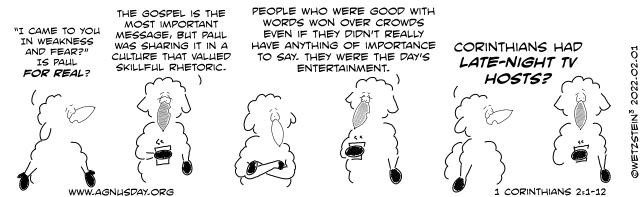 "I CAME TO YOU
IN WEAKNESS
AND FEAR?"
IS PAUL
FOR REAL?
THE GOSPEL IS THE
MOST IMPORTANT
MESSAGE, BUT PAUL
WAS SHARING IT IN A
CULTURE THAT VALUED
SKILLFUL RHETORIC.
PEOPLE WHO WERE GOOD WITH
WORDS WON OVER CROWDS
EVEN IF THEY DIDN'T REALLY
HAVE ANYTHING OF IMPORTANCE
TO SAY. THEY WERE THE DAY'S
ENTERTAINMENT.
CORINTHIANS HAD
LATE-NIGHT TV
HOSTS?
©WETZSTEIN³ 2022.02.01
WWW.AGNUSDAY.ORG
1 CORINTHIANS 2:1-12